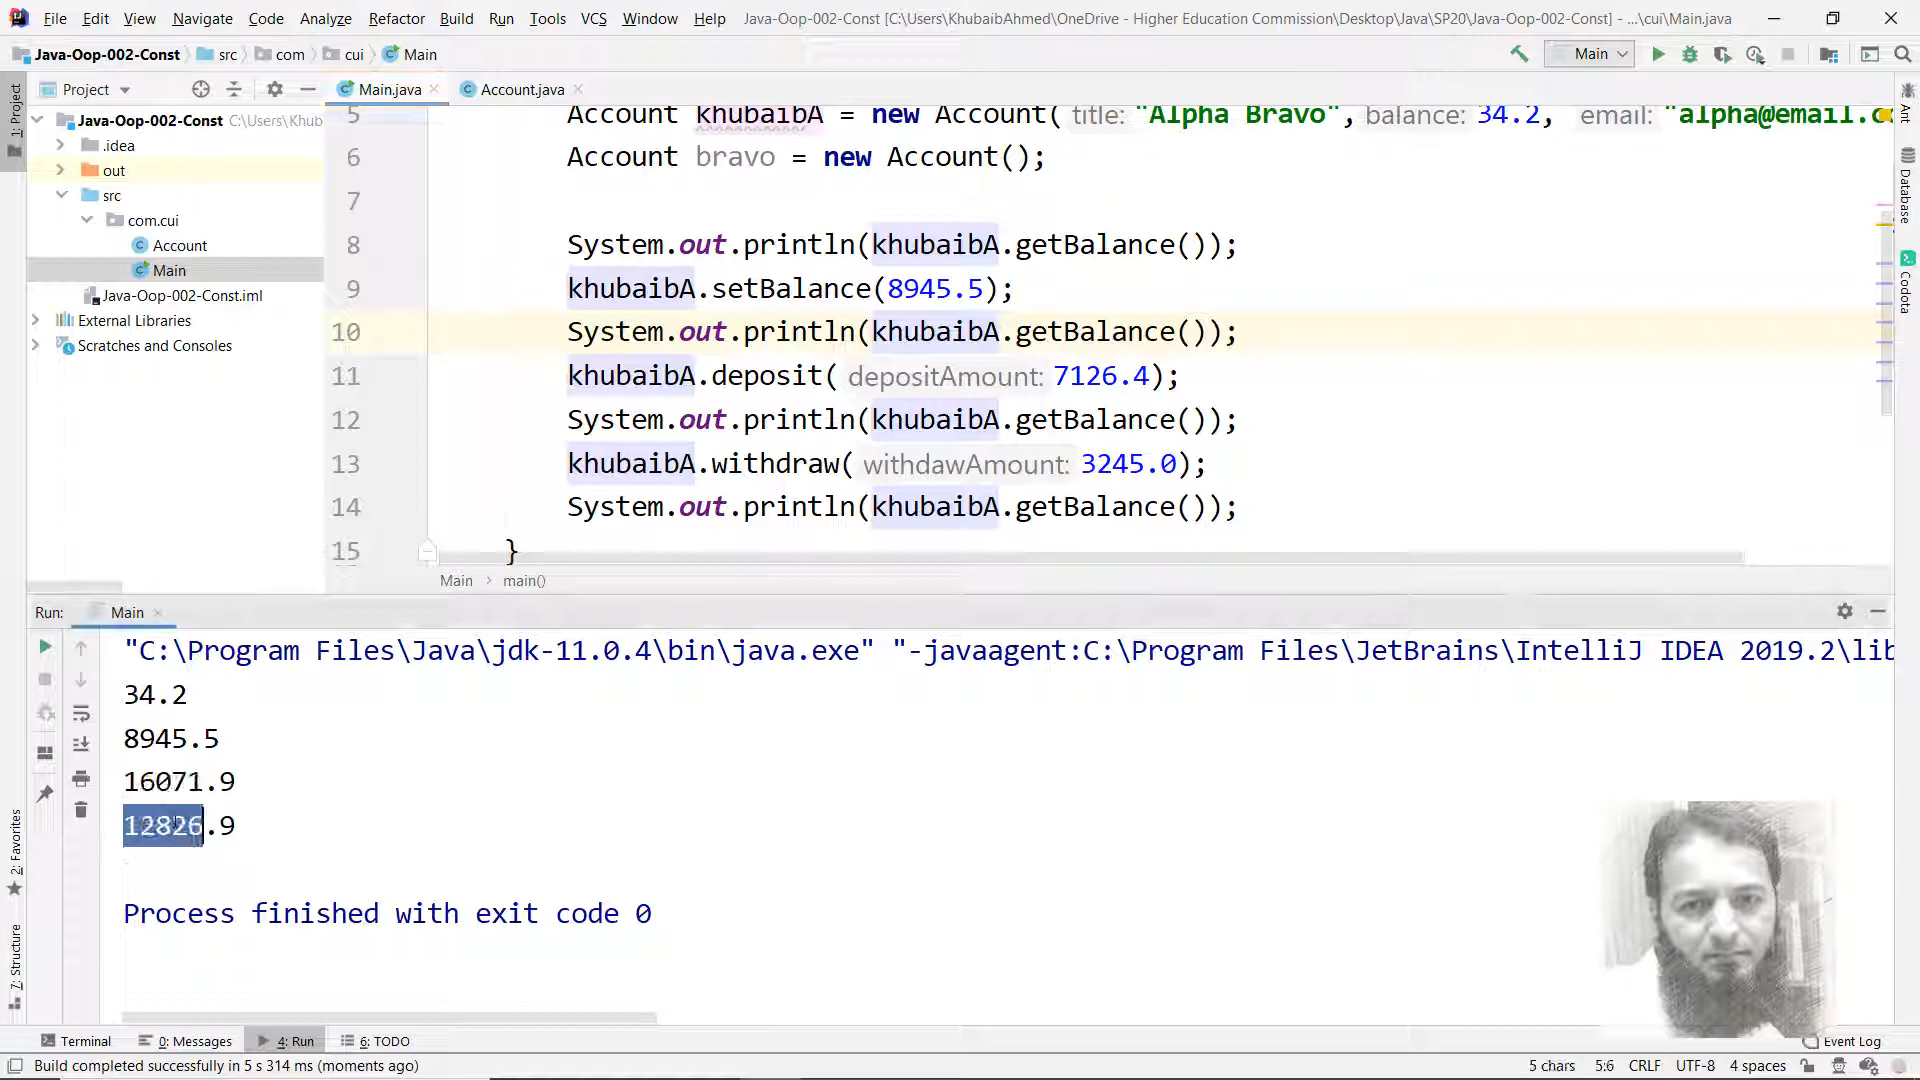 File Edit View Navigate Code Analyze Refactor Build Run Tools VCS Window Help Java-Oop-002-Const [C:\Users\KhubaibAhmed\OneDrive - Higher Education Commission\Desktop\Java\SP20\Java-Oop-002-Const] - ...\cui\Main.java
Java-Oop-002-Const src com cui Main Main
1: Project
Project Main.java Account.java
Java-Oop-002-Const C:\Users\Khub
.idea
out
src
com.cui
Account
Main
Java-Oop-002-Const.iml
External Libraries
Scratches and Consoles
5 Account khubaibA = new Account( title: "Alpha Bravo", balance: 34.2, email: "alpha@email.c
6 Account bravo = new Account();
7
8 System.out.println(khubaibA.getBalance());
9 khubaibA.setBalance(8945.5);
10 System.out.println(khubaibA.getBalance());
11 khubaibA.deposit( depositAmount: 7126.4);
12 System.out.println(khubaibA.getBalance());
13 khubaibA.withdraw( withdawAmount: 3245.0);
14 System.out.println(khubaibA.getBalance());
15 }
Main main()
Ant
Database
Codota
Run: Main
"C:\Program Files\Java\jdk-11.0.4\bin\java.exe" "-javaagent:C:\Program Files\JetBrains\IntelliJ IDEA 2019.2\lib
34.2
8945.5
16071.9
12826.9
Process finished with exit code 0
2: Favorites
7: Structure
Terminal 0: Messages 4: Run 6: TODO Event Log
Build completed successfully in 5 s 314 ms (moments ago) 5 chars 5:6 CRLF UTF-8 4 spaces